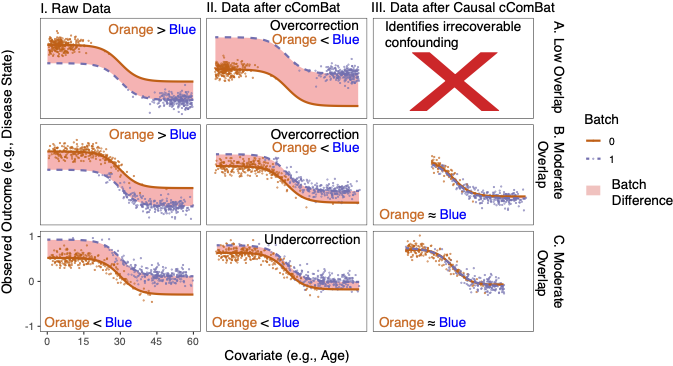 I. Raw Data
II. Data after cComBat
III. Data after Causal cComBat
Orange > Blue
Overcorrection
Orange < Blue
Identifies irrecoverable
confounding
A. Low Overlap
Orange > Blue
Overcorrection
Orange < Blue
Orange ≈ Blue
B. Moderate
Overlap
Orange < Blue
Undercorrection
Orange < Blue
Orange ≈ Blue
C. Moderate
Overlap
Observed Outcome (e.g., Disease State)
1
0
-1
0
15
30
45
60
Covariate (e.g., Age)
Batch
0
1
Batch
Difference